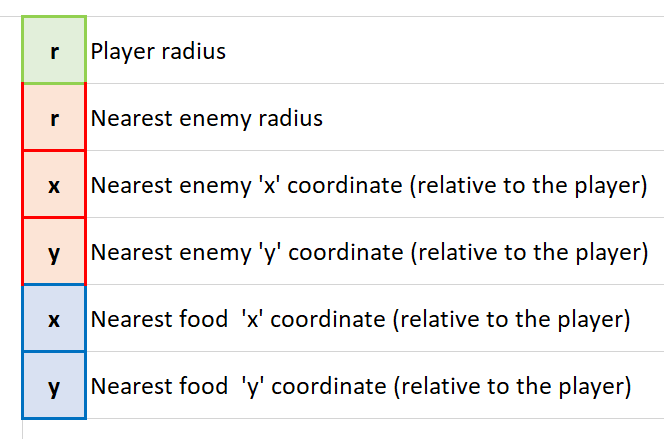 r Player radius
r Nearest enemy radius
x Nearest enemy 'x' coordinate (relative to the player)
y Nearest enemy 'y' coordinate (relative to the player)
x Nearest food  'x' coordinate (relative to the player)
y Nearest food  'y' coordinate (relative to the player)